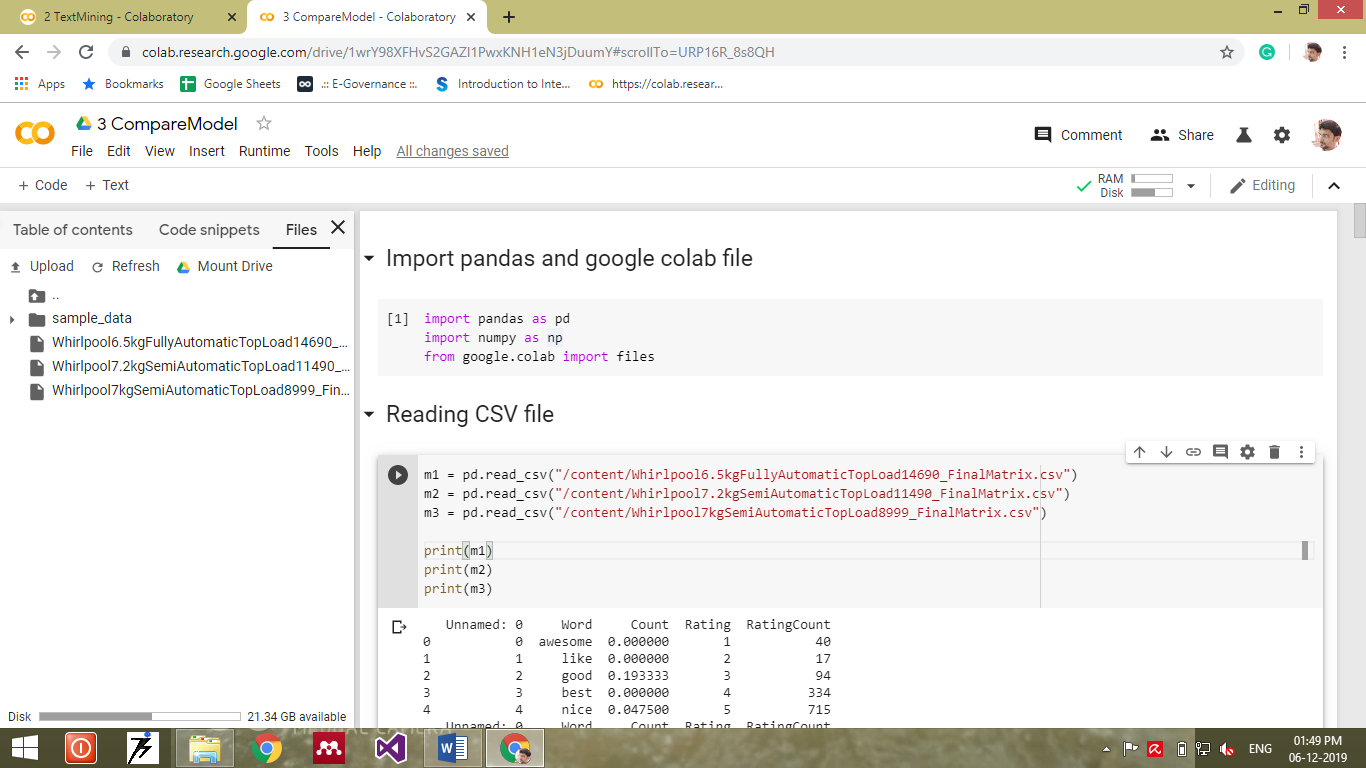 2 TextMining - Colaboratory
3 CompareModel - Colaboratory
colab.research.google.com/drive/1wrY98XFHvS2GAZI1PwxKNH1eN3jDuumY#scrollTo=URP16R_8s8QH
Apps Bookmarks Google Sheets .:: E-Governance ::. Introduction to Inte... https://colab.resear...
3 CompareModel
File Edit View Insert Runtime Tools Help All changes saved
Comment Share
+ Code + Text
RAM
Disk
Editing
Table of contents Code snippets Files
Upload Refresh Mount Drive
..
sample_data
Whirlpool6.5kgFullyAutomaticTopLoad14690_...
Whirlpool7.2kgSemiAutomaticTopLoad11490_...
Whirlpool7kgSemiAutomaticTopLoad8999_Fin...
Disk 21.34 GB available
Import pandas and google colab file
[1] import pandas as pd
import numpy as np
from google.colab import files
Reading CSV file
m1 = pd.read_csv("/content/Whirlpool6.5kgFullyAutomaticTopLoad14690_FinalMatrix.csv")
m2 = pd.read_csv("/content/Whirlpool7.2kgSemiAutomaticTopLoad11490_FinalMatrix.csv")
m3 = pd.read_csv("/content/Whirlpool7kgSemiAutomaticTopLoad8999_FinalMatrix.csv")
print(m1)
print(m2)
print(m3)
Unnamed: 0 Word Count Rating RatingCount
0 0 awesome 0.000000 1 40
1 1 like 0.000000 2 17
2 2 good 0.193333 3 94
3 3 best 0.000000 4 334
4 4 nice 0.047500 5 715
Unnamed: 0 Word Count Rating RatingCount
ENG
01:49 PM
06-12-2019